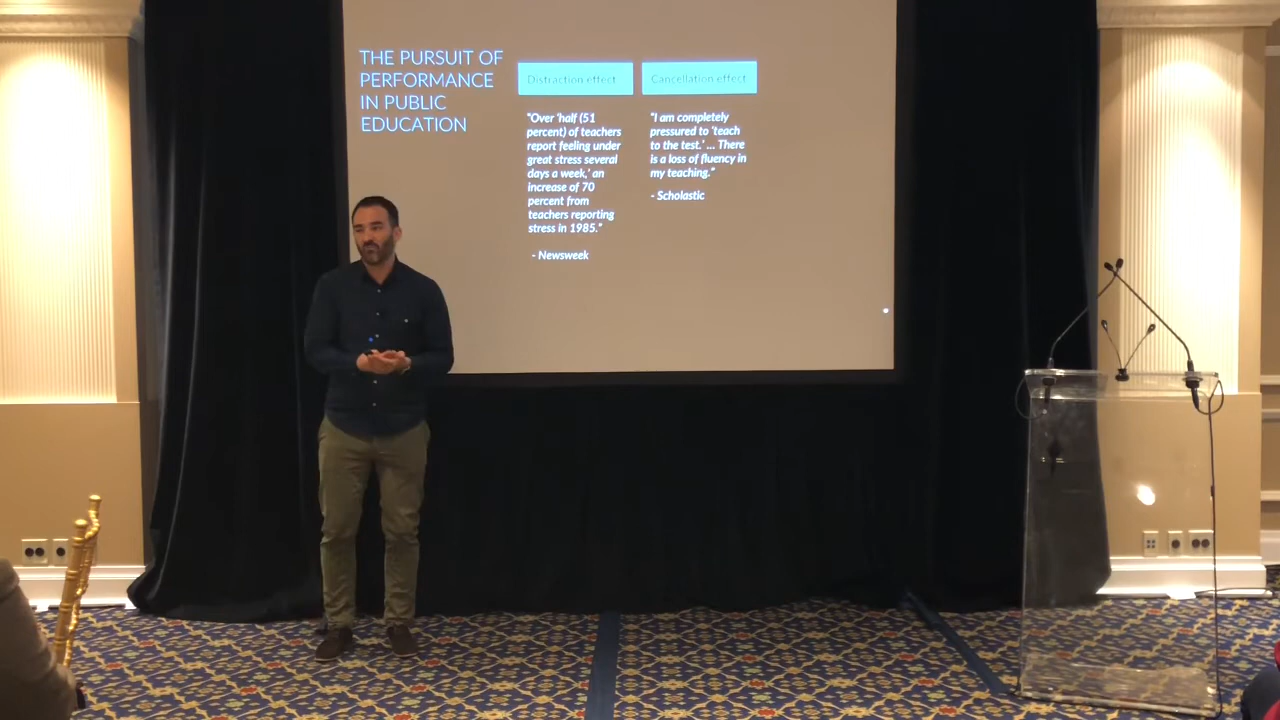 THE PURSUIT OF
PERFORMANCE
IN PUBLIC
EDUCATION
Distraction effect
"Over 'half (51
percent) of teachers
report feeling under
great stress several
days a week,' an
increase of 70
percent from
teachers reporting
stress in 1985."
- Newsweek
Cancellation effect
"I am completely
pressured to 'teach
to the test.' ... There
is a loss of fluency in
my teaching."
- Scholastic